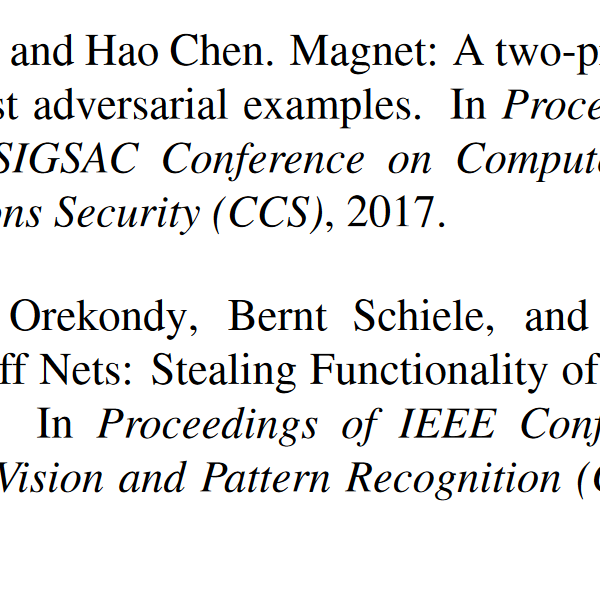 and Hao Chen. Magnet: A two-p
st adversarial examples. In Proce
SIGSAC Conference on Compute
ons Security (CCS), 2017.
Orekondy, Bernt Schiele, and
ff Nets: Stealing Functionality of
In Proceedings of IEEE Conf
Vision and Pattern Recognition (C